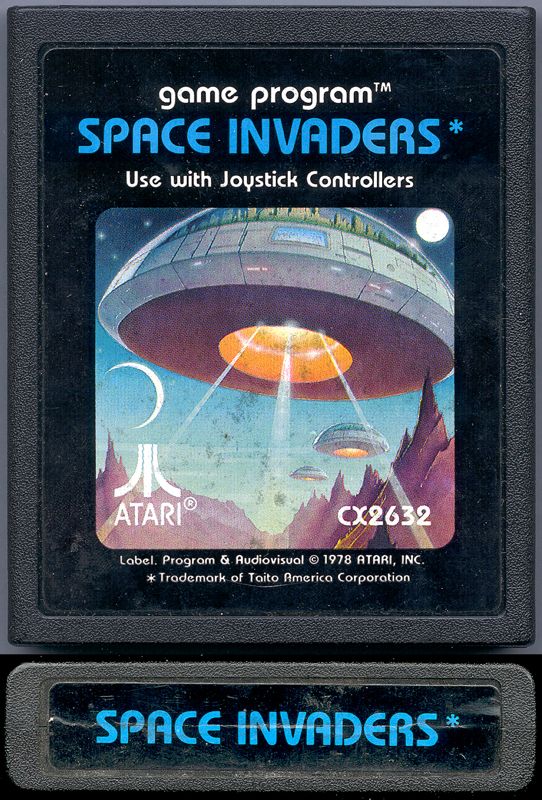 game program™
SPACE INVADERS*
Use with Joystick Controllers
ATARI®
CX2632
Label, Program & Audiovisual © 1978 ATARI, INC.
*Trademark of Taito America Corporation
SPACE INVADERS*